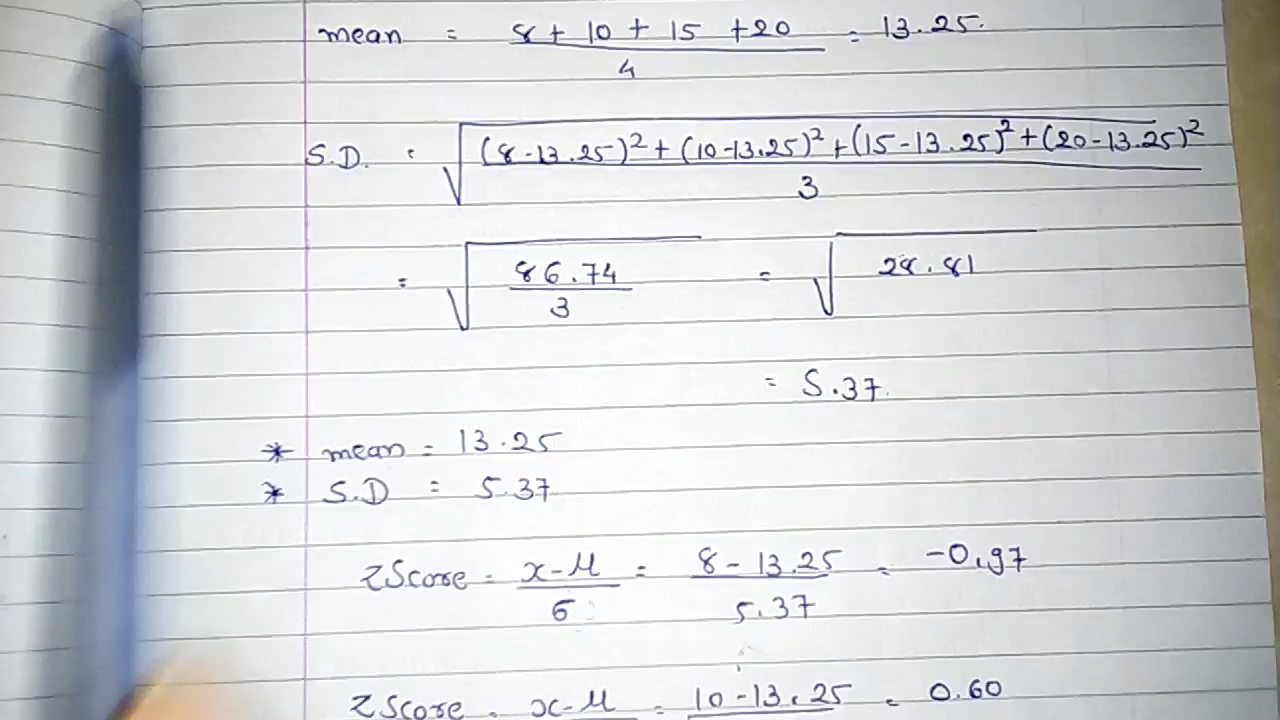 mean = 8 + 10 + 15 + 20 / 4 = 13.25.
S.D. = √((8-13.25)² + (10-13.25)² + (15-13.25)² + (20-13.25)² / 3)
= √(86.74 / 3) = √28.81
= 5.37.
* mean = 13.25
* S.D = 5.37
zScore = x-μ / σ = 8 - 13.25 / 5.37 = -0.97
zScore = x-μ = 10-13.25 = 0.60